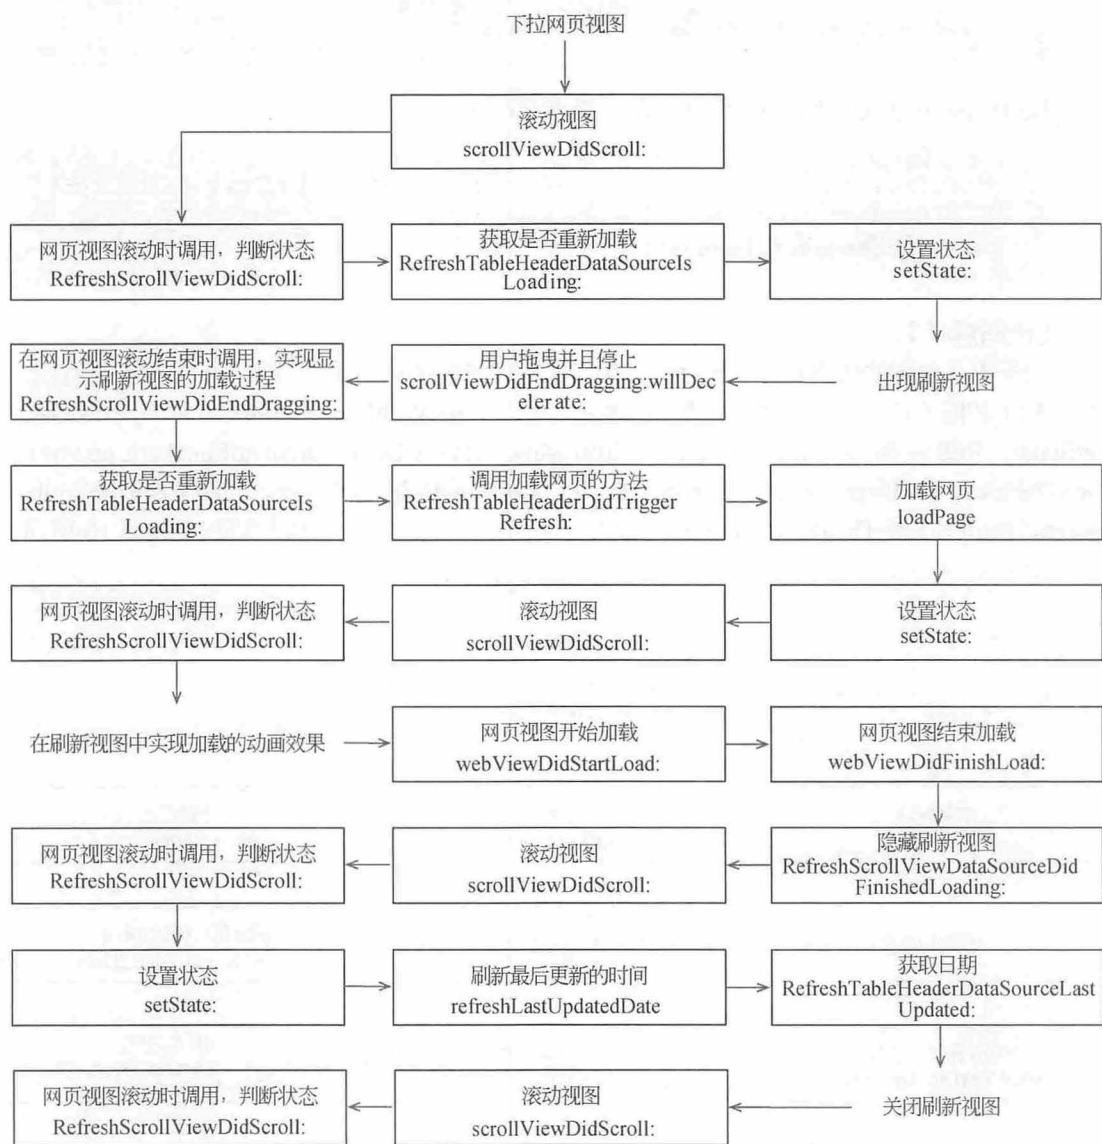 下拉网页视图
滚动视图
scrollViewDidScroll:
网页视图滚动时调用，判断状态
RefreshScrollViewDidScroll:
获取是否重新加载
RefreshTableHeaderDataSourceIs
Loading:
设置状态
setState:
在网页视图滚动结束时调用，实现显
示刷新视图的加载过程
RefreshScrollViewDidEndDragging:
用户拖曳并且停止
scrollViewDidEndDragging:willDec
elerate:
出现刷新视图
获取是否重新加载
RefreshTableHeaderDataSourceIs
Loading:
调用加载网页的方法
RefreshTableHeaderDidTrigger
Refresh:
加载网页
loadPage
网页视图滚动时调用，判断状态
RefreshScrollViewDidScroll:
滚动视图
scrollViewDidScroll:
设置状态
setState:
在刷新视图中实现加载的动画效果
网页视图开始加载
webViewDidStartLoad:
网页视图结束加载
webViewDidFinishLoad:
网页视图滚动时调用，判断状态
RefreshScrollViewDidScroll:
滚动视图
scrollViewDidScroll:
隐藏刷新视图
RefreshScrollViewDataSourceDid
FinishedLoading:
设置状态
setState:
刷新最后更新的时间
refreshLastUpdatedDate
获取日期
RefreshTableHeaderDataSourceLast
Updated:
网页视图滚动时调用，判断状态
RefreshScrollViewDidScroll:
滚动视图
scrollViewDidScroll:
关闭刷新视图